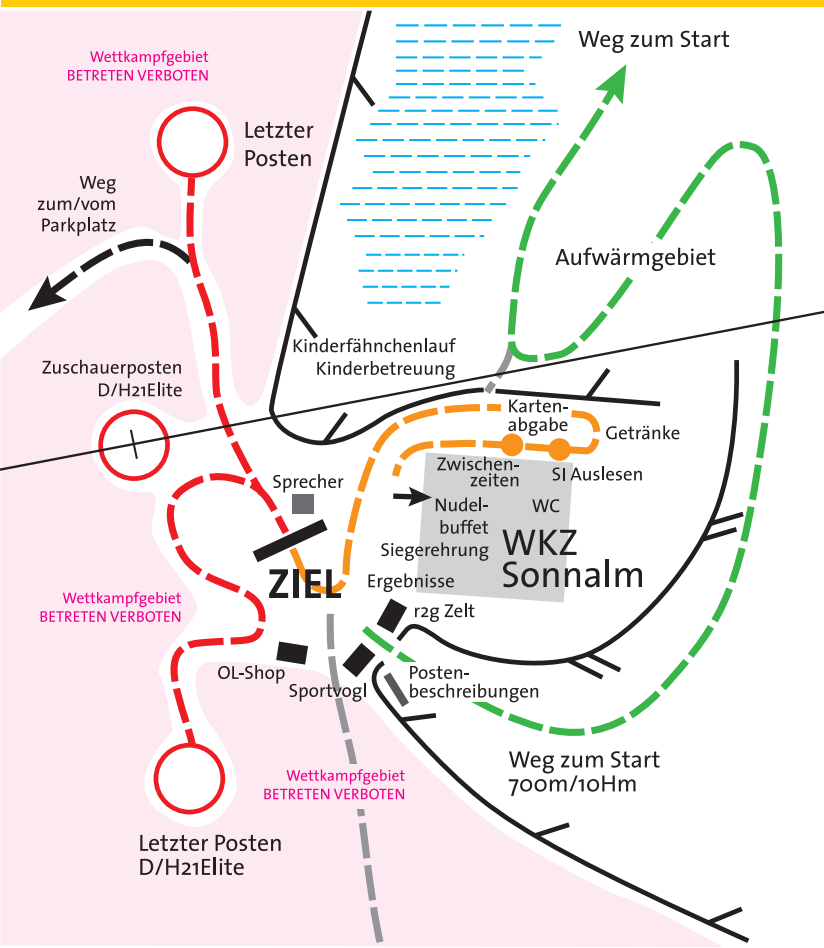 Weg zum Start
Wettkampfgebiet
BETRETEN VERBOTEN
Letzter
Posten
Weg
zum/vom
Parkplatz
Aufwärmgebiet
Kinderfähnchenlauf
Kinderbetreuung
Zuschauerposten
D/H21Elite
Karten-
abgabe
Getränke
Zwischen-
zeiten
SI Auslesen
Sprecher
Nudel-
buffet
WC
Siegerehrung
WKZ
Sonnalm
ZIEL
Ergebnisse
r2g Zelt
Wettkampfgebiet
BETRETEN VERBOTEN
OL-Shop
Sportvogl
Posten-
beschreibungen
Weg zum Start
700m/10Hm
Wettkampfgebiet
BETRETEN VERBOTEN
Letzter Posten
D/H21Elite